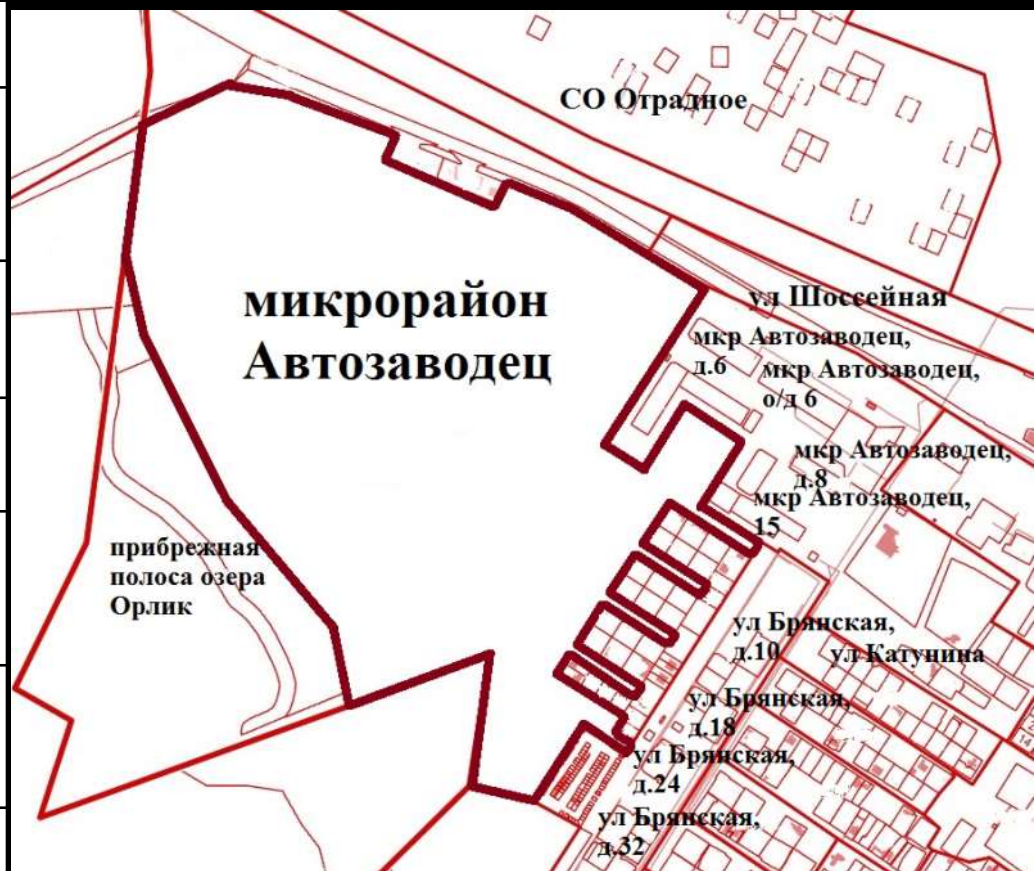 СО Отрадное
микрорайон
Автозаводец
ул Шоссейная
мкр Автозаводец,
д.6
мкр Автозаводец,
о/д 6
мкр Автозаводец,
д.8
мкр Автозаводец,
15
прибрежная
полоса озера
Орлик
ул Брянская,
д.10
ул Катунина
ул Брянская,
д.18
ул Брянская,
д.24
ул Брянская,
д.32
14